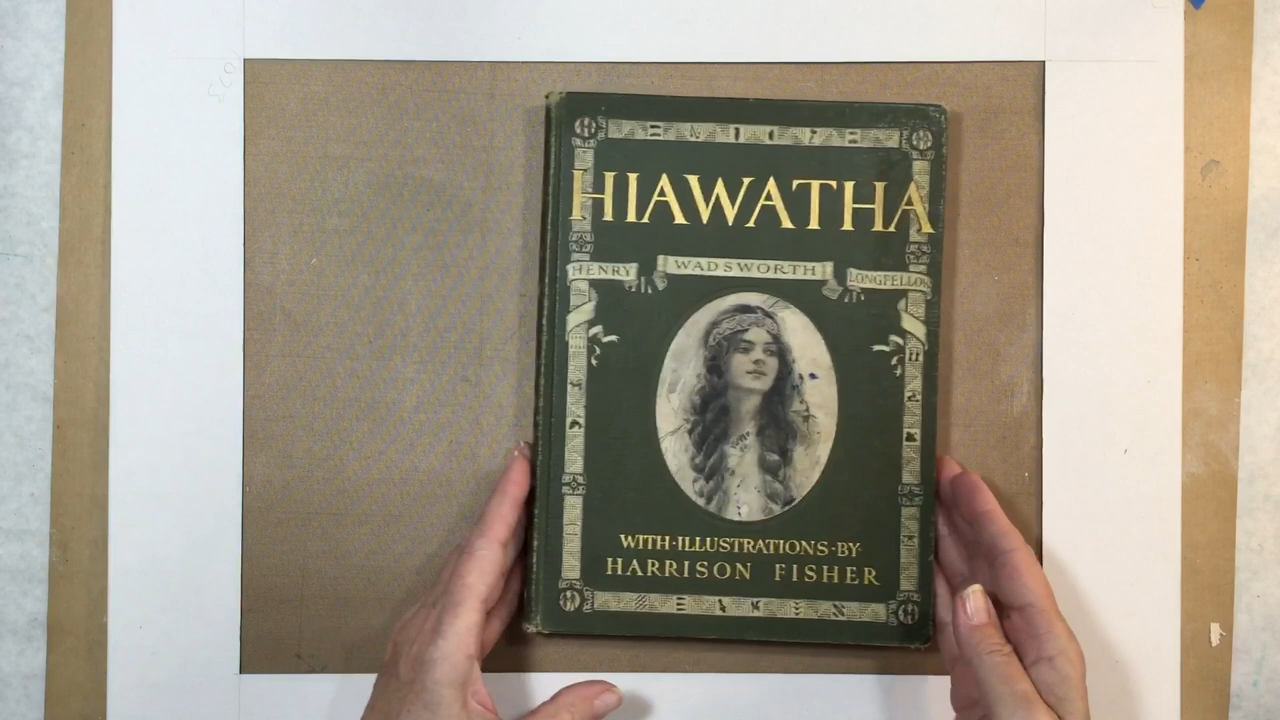 HIAWATHA
HENRY WADSWORTH LONGFELLOW
WITH·ILLUSTRATIONS·BY·
HARRISON FISHER